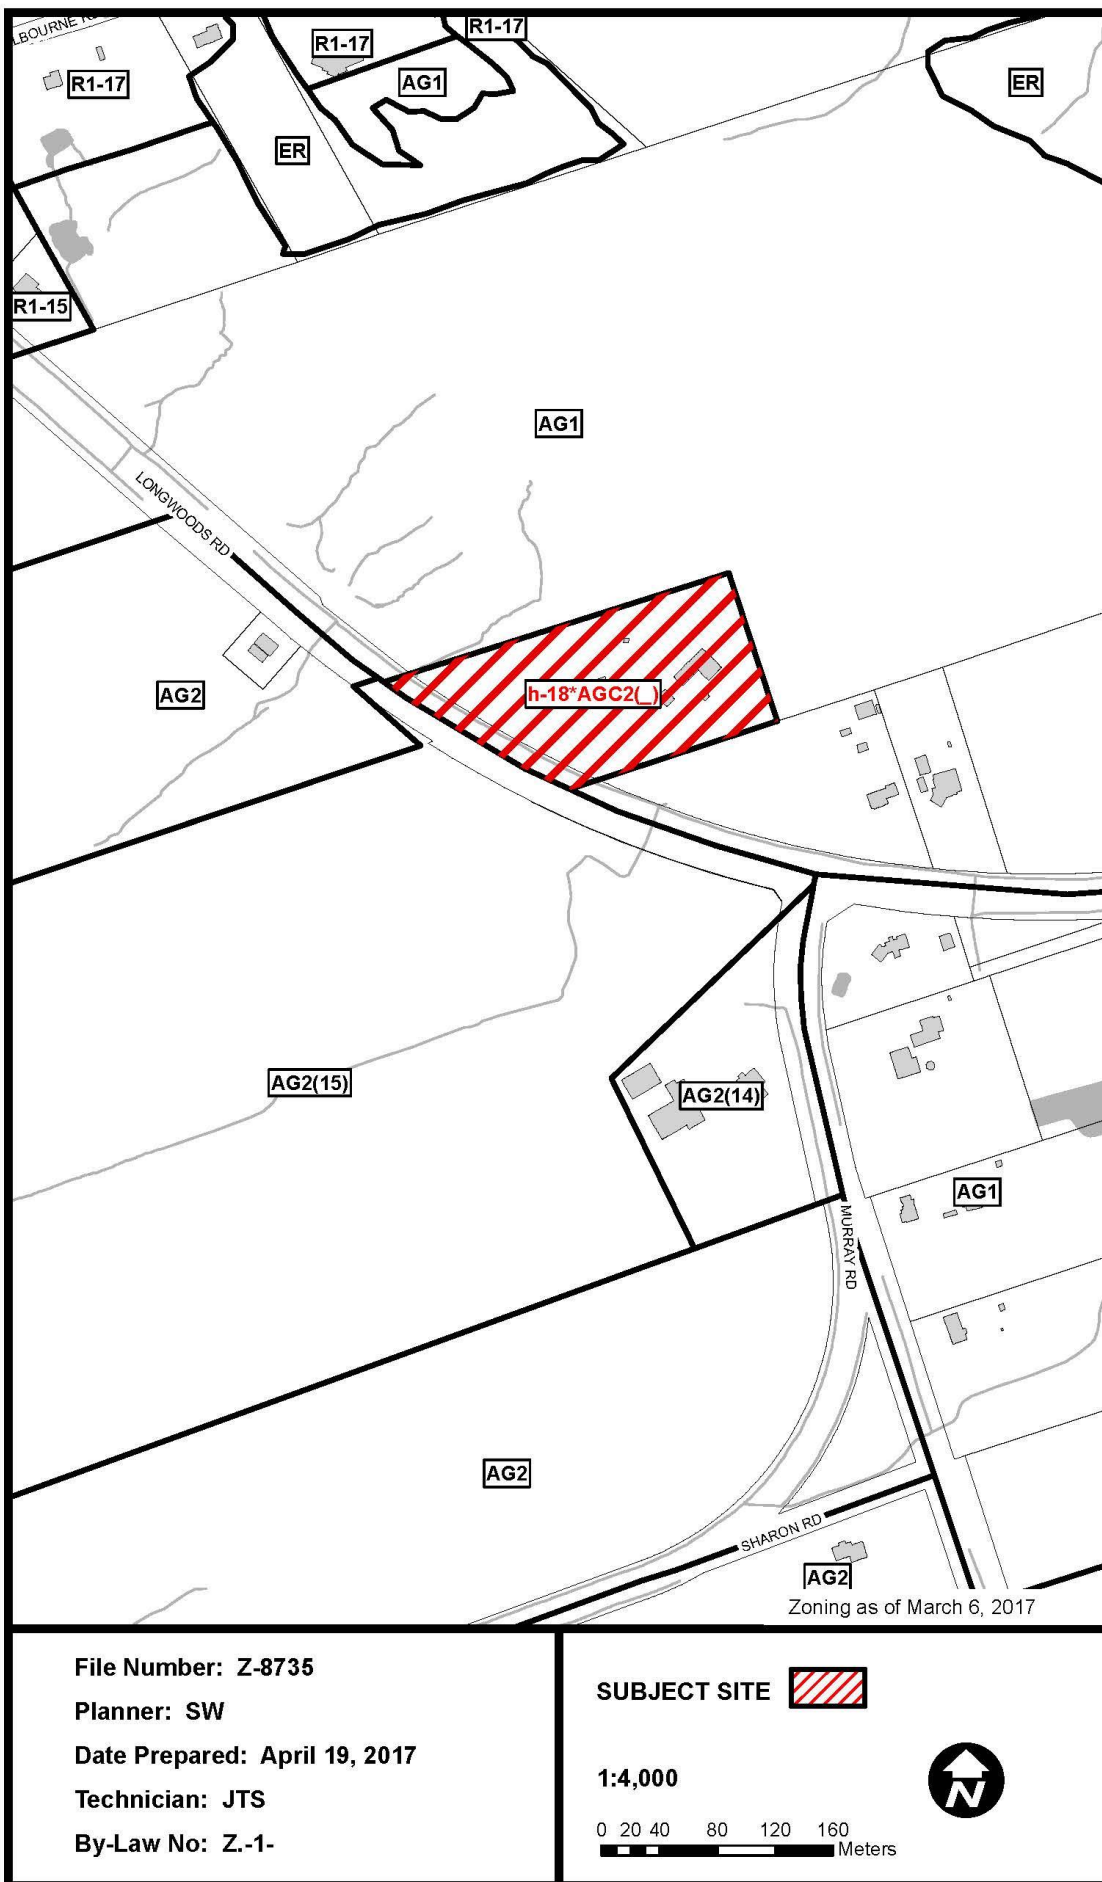 LBOURNE R
R1-17
R1-17
R1-17
AG1
ER
ER
R1-15
AG1
LONGWOODS RD
AG2
h-18*AGC2(_)
AG2(15)
AG2(14)
AG1
MURRAY RD
AG2
SHARON RD
AG2
Zoning as of March 6, 2017
File Number: Z-8735
Planner: SW
Date Prepared: April 19, 2017
Technician: JTS
By-Law No: Z.-1-
SUBJECT SITE
1:4,000
0 20 40 80 120 160
Meters
N